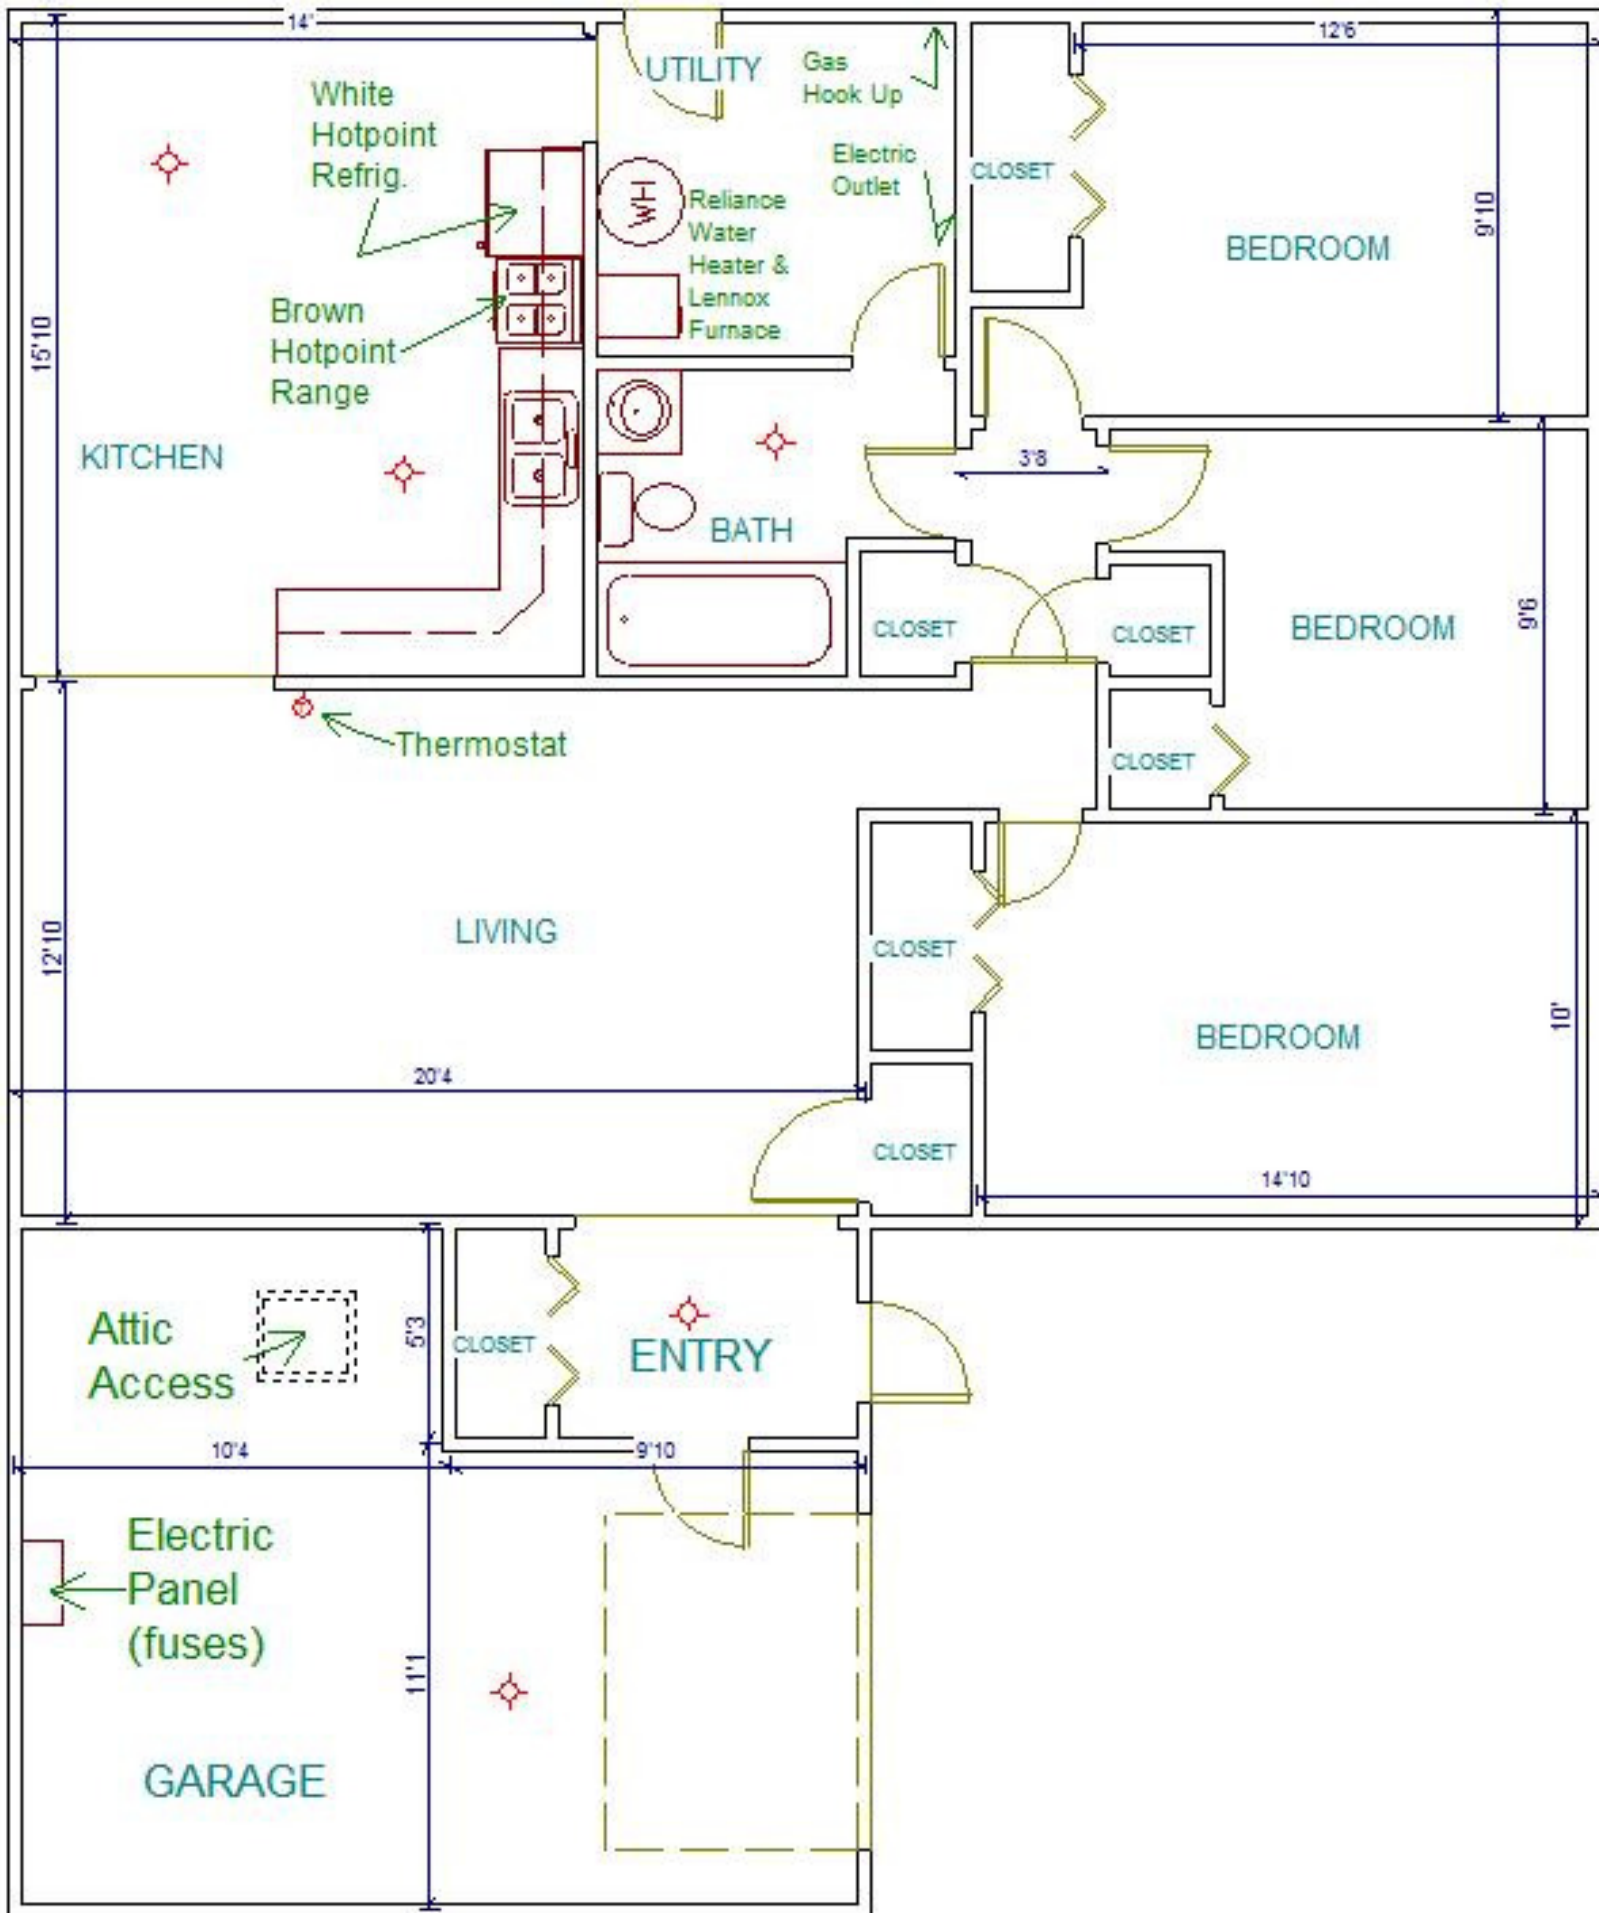 14'
12'6
UTILITY
Gas
Hook Up
White
Hotpoint
Refrig.
Electric
Outlet
CLOSET
Reliance
Water
Heater &
Lennox
Furnace
WH
BEDROOM
9'10
Brown
Hotpoint
Range
15'10
KITCHEN
3'8
BATH
CLOSET
CLOSET
BEDROOM
9'6
Thermostat
CLOSET
LIVING
12'10
CLOSET
BEDROOM
10'
20'4
CLOSET
14'10
Attic
Access
5'3
CLOSET
ENTRY
10'4
9'10
Electric
Panel
(fuses)
11'1
GARAGE